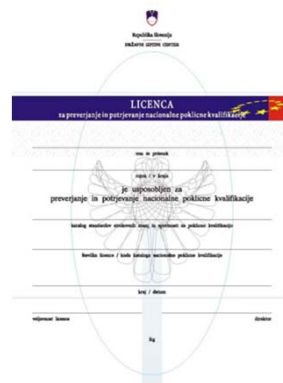 Republika Slovenija
DRŽAVNI IZPITNI CENTER
LICENCA
za preverjanje in potrjevanje nacionalne poklicne kvalifikacije
ime in priimek
rojen / v kraju
je usposobljen za
preverjanje in potrjevanje nacionalne poklicne kvalifikacije
katalog standardov strokovnih znanj in spretnosti za poklicno kvalifikacijo
številka licence / koda kataloga nacionalne poklicne kvalifikacije
kraj / datum
veljavnost licence direktor
žig